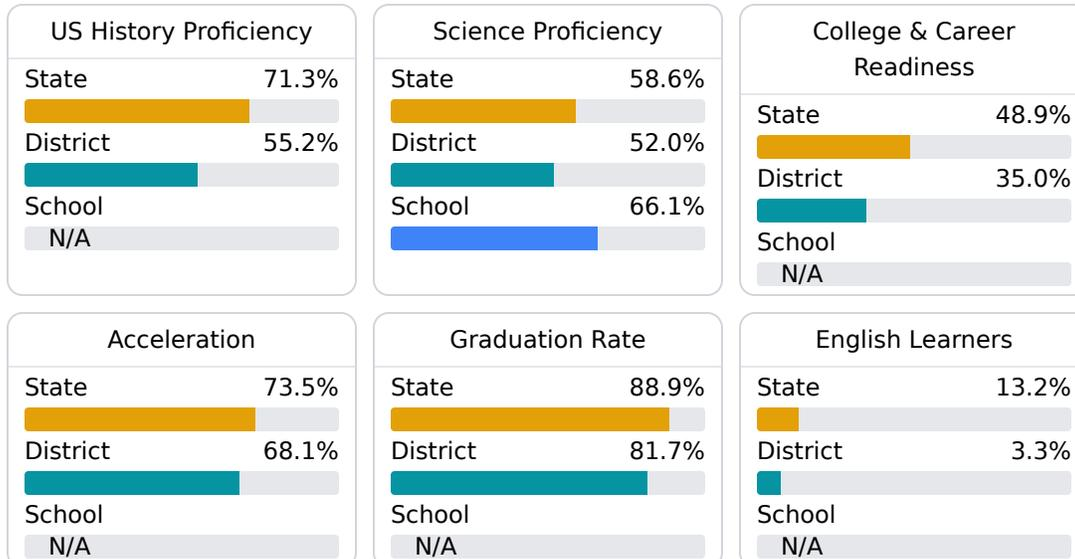 US History Proficiency
State 71.3%
District 55.2%
School
N/A
Science Proficiency
State 58.6%
District 52.0%
School 66.1%
College & Career
Readiness
State 48.9%
District 35.0%
School
N/A
Acceleration
State 73.5%
District 68.1%
School
N/A
Graduation Rate
State 88.9%
District 81.7%
School
N/A
English Learners
State 13.2%
District 3.3%
School
N/A